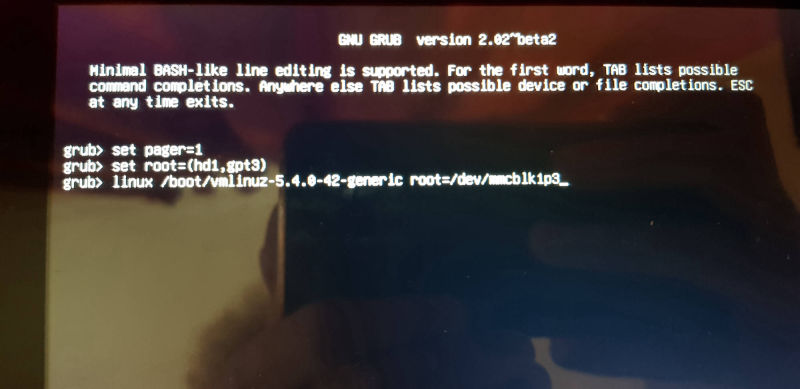 GNU GRUB version 2.02~beta2
Minimal BASH-like line editing is supported. For the first word, TAB lists possible
command completions. Anywhere else TAB lists possible device or file completions. ESC
at any time exits.
grub> set pager=1
grub> set root=(hd1,gpt3)
grub> linux /boot/vmlinuz-5.4.0-42-generic root=/dev/mmcblk1p3_